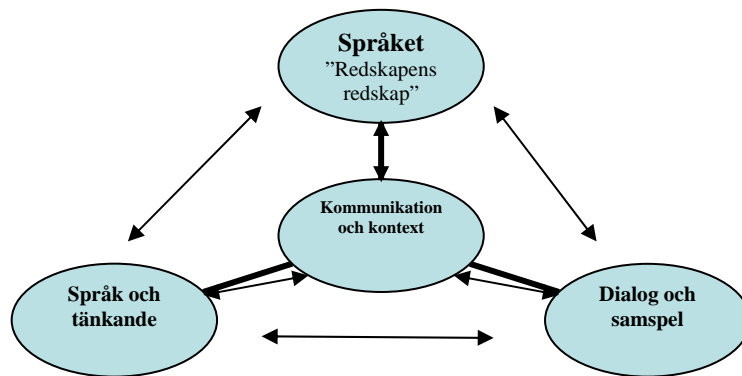 Språket
”Redskapens
redskap”
Kommunikation
och kontext
Språk och
tänkande
Dialog och
samspel